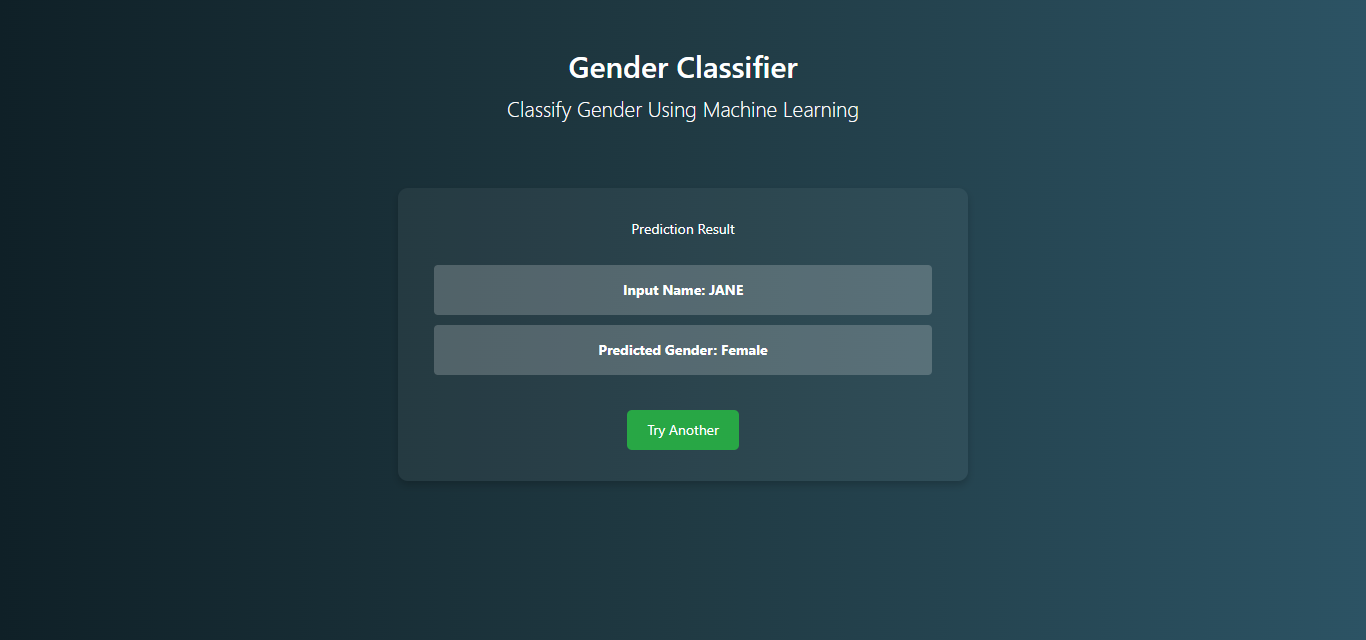 Gender Classifier
Classify Gender Using Machine Learning
Prediction Result
Input Name: JANE
Predicted Gender: Female
Try Another